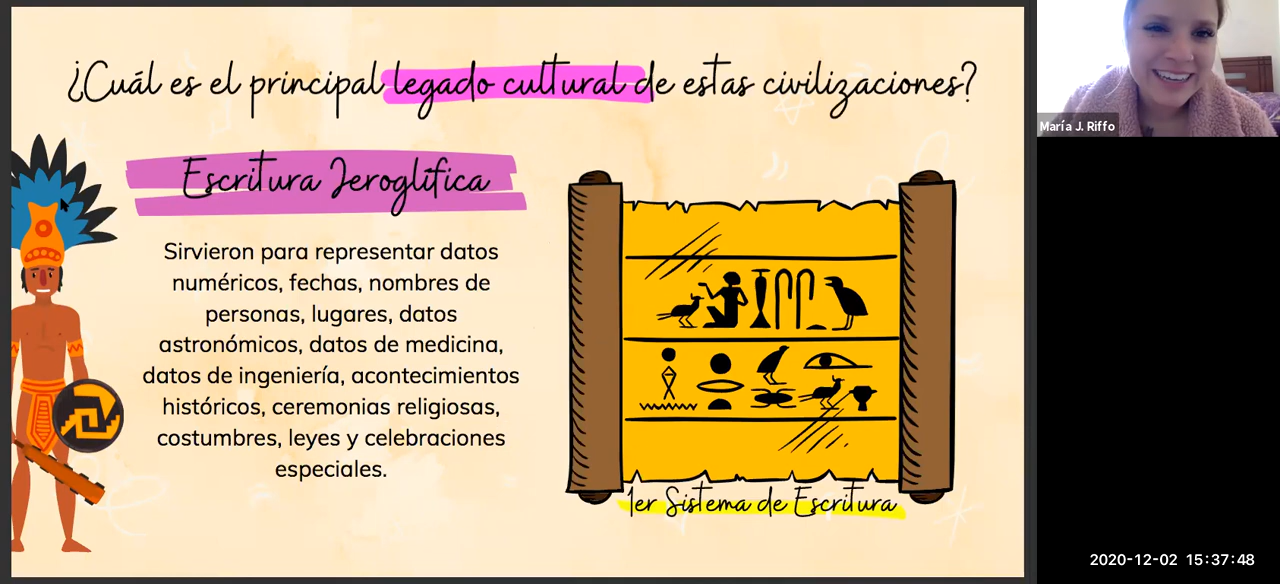 ¿Cuál es el principal legado cultural de estas civilizaciones?
Escritura Jeroglífica
Sirvieron para representar datos
numéricos, fechas, nombres de
personas, lugares, datos
astronómicos, datos de medicina,
datos de ingeniería, acontecimientos
históricos, ceremonias religiosas,
costumbres, leyes y celebraciones
especiales.
1er Sistema de Escritura
María J. Riffo
2020-12-02 15:37:48